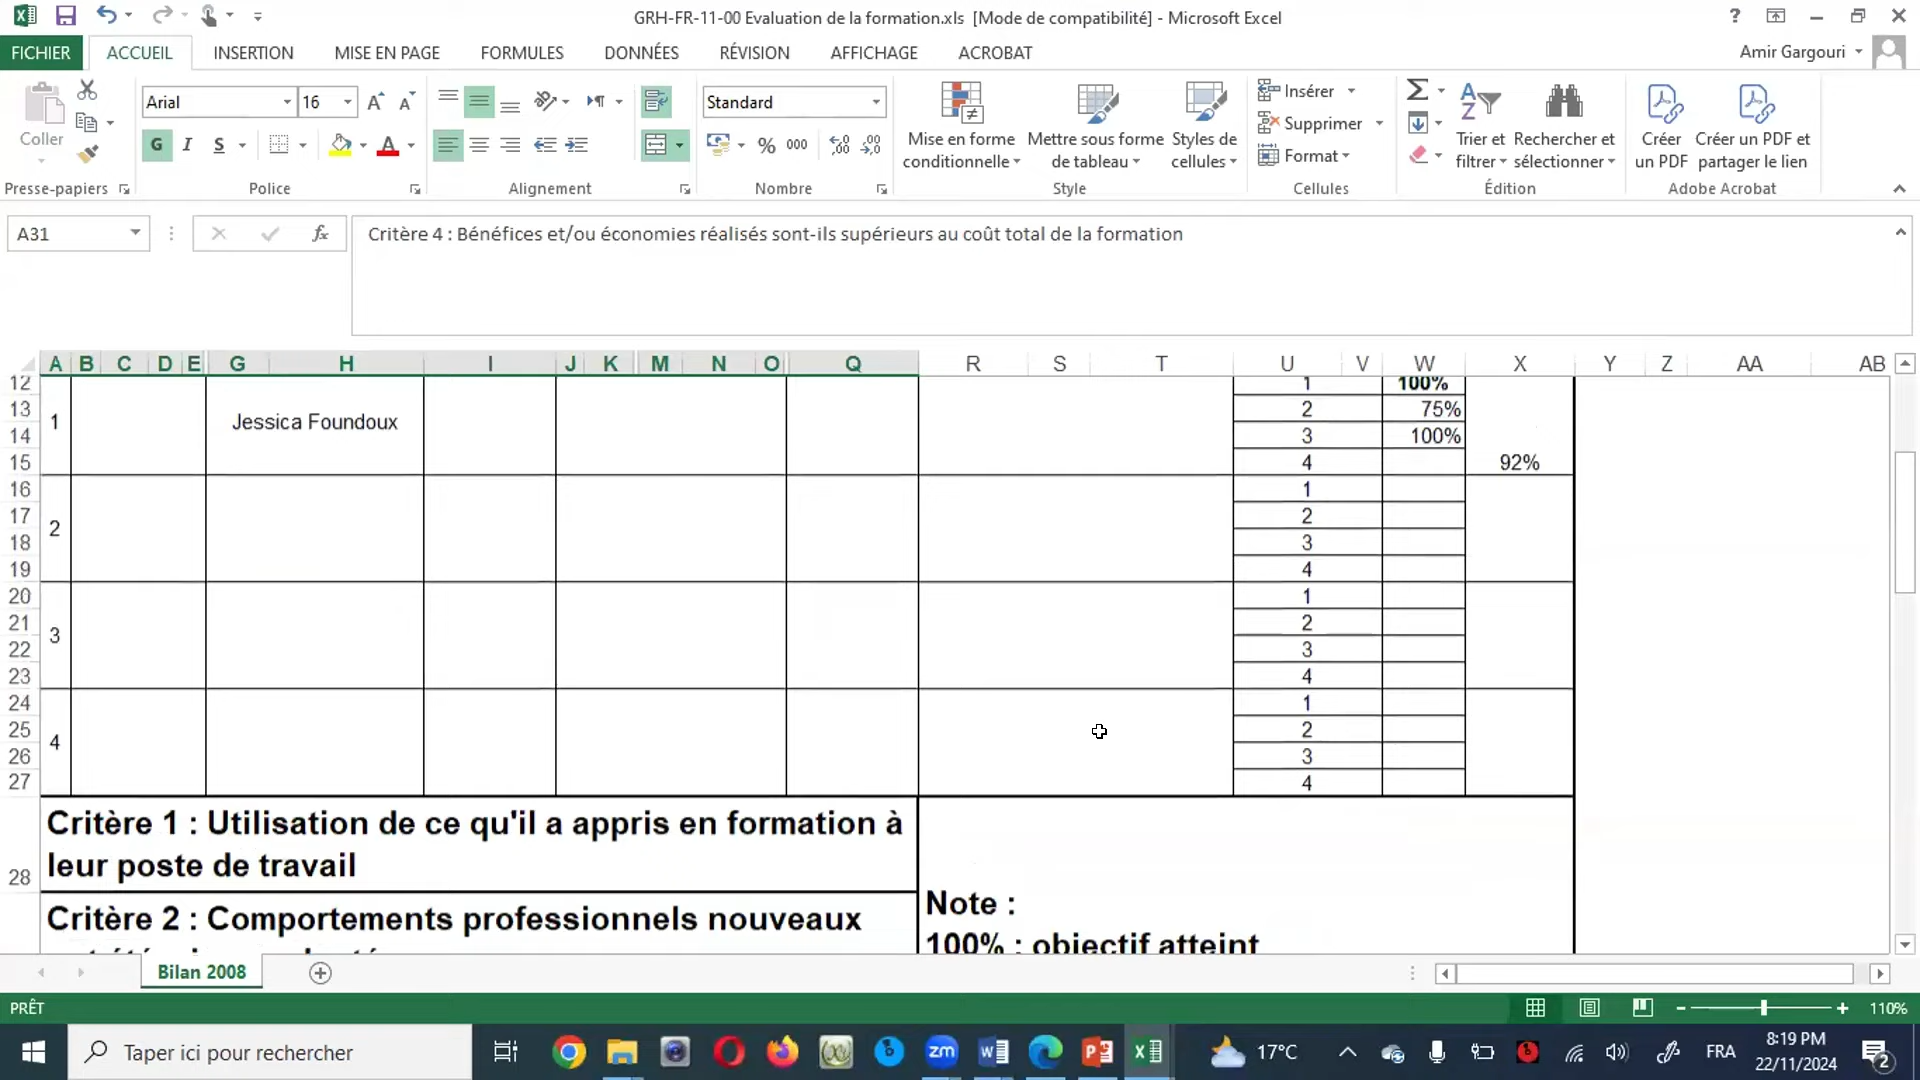 GRH-FR-11-00 Evaluation de la formation.xls [Mode de compatibilité] - Microsoft Excel
FICHIER ACCUEIL INSERTION MISE EN PAGE FORMULES DONNÉES RÉVISION AFFICHAGE ACROBAT Amir Gargouri
Coller
Arial 16
G I S
Standard
% 000
Mise en forme conditionnelle
Mettre sous forme de tableau
Styles de cellules
Insérer
Supprimer
Format
Trier et filtrer
Rechercher et sélectionner
Créer un PDF
Créer un PDF et partager le lien
Presse-papiers Police Alignement Nombre Style Cellules Édition Adobe Acrobat
A31 fx Critère 4 : Bénéfices et/ou économies réalisés sont-ils supérieurs au coût total de la formation
A B C D E G H I J K M N O Q R S T U V W X Y Z AA AB
12 1 100%
13 1 Jessica Foundoux 2 75%
14 3 100%
15 4 92%
16 1
17 2 2
18 3
19 4
20 1
21 3 2
22 3
23 4
24 1
25 4 2
26 3
27 4
28 Critère 1 : Utilisation de ce qu'il a appris en formation à
leur poste de travail
Critère 2 : Comportements professionnels nouveaux
Note :
100% : objectif atteint
Bilan 2008
PRÊT 110%
Taper ici pour rechercher
zm
17°C
FRA
8:19 PM
22/11/2024
2